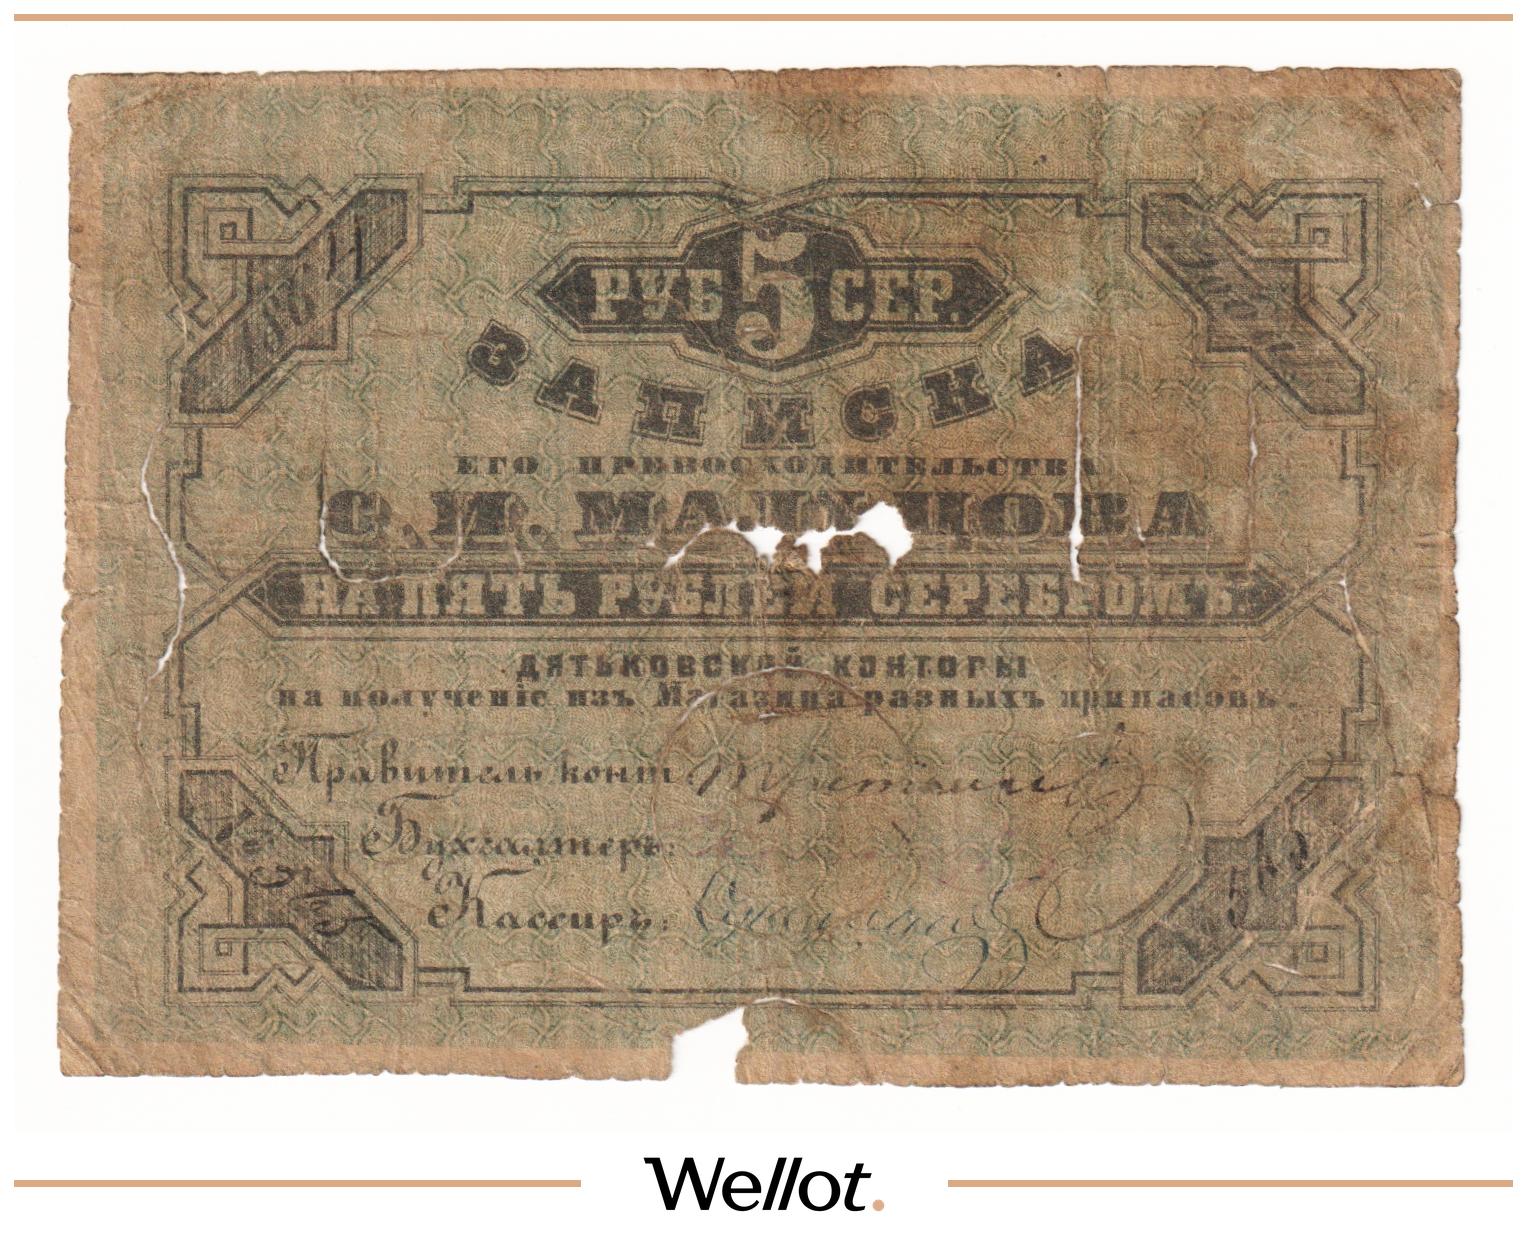 РУБ 5 СЕР.
ЗАПИСКА
ЕГО ПРЕВОСХОДИТЕЛЬСТВА
С. И. МАЛЬЦОВА
НА ПЯТЬ РУБЛЕЙ СЕРЕБРОМЪ.
ДЯТЬКОВСКОЙ КОНТОРЫ
на полученіе изъ Магазина разныхъ припасовъ.
Правитель конт.
Бухгалтеръ:
Кассиръ:
Wellot.